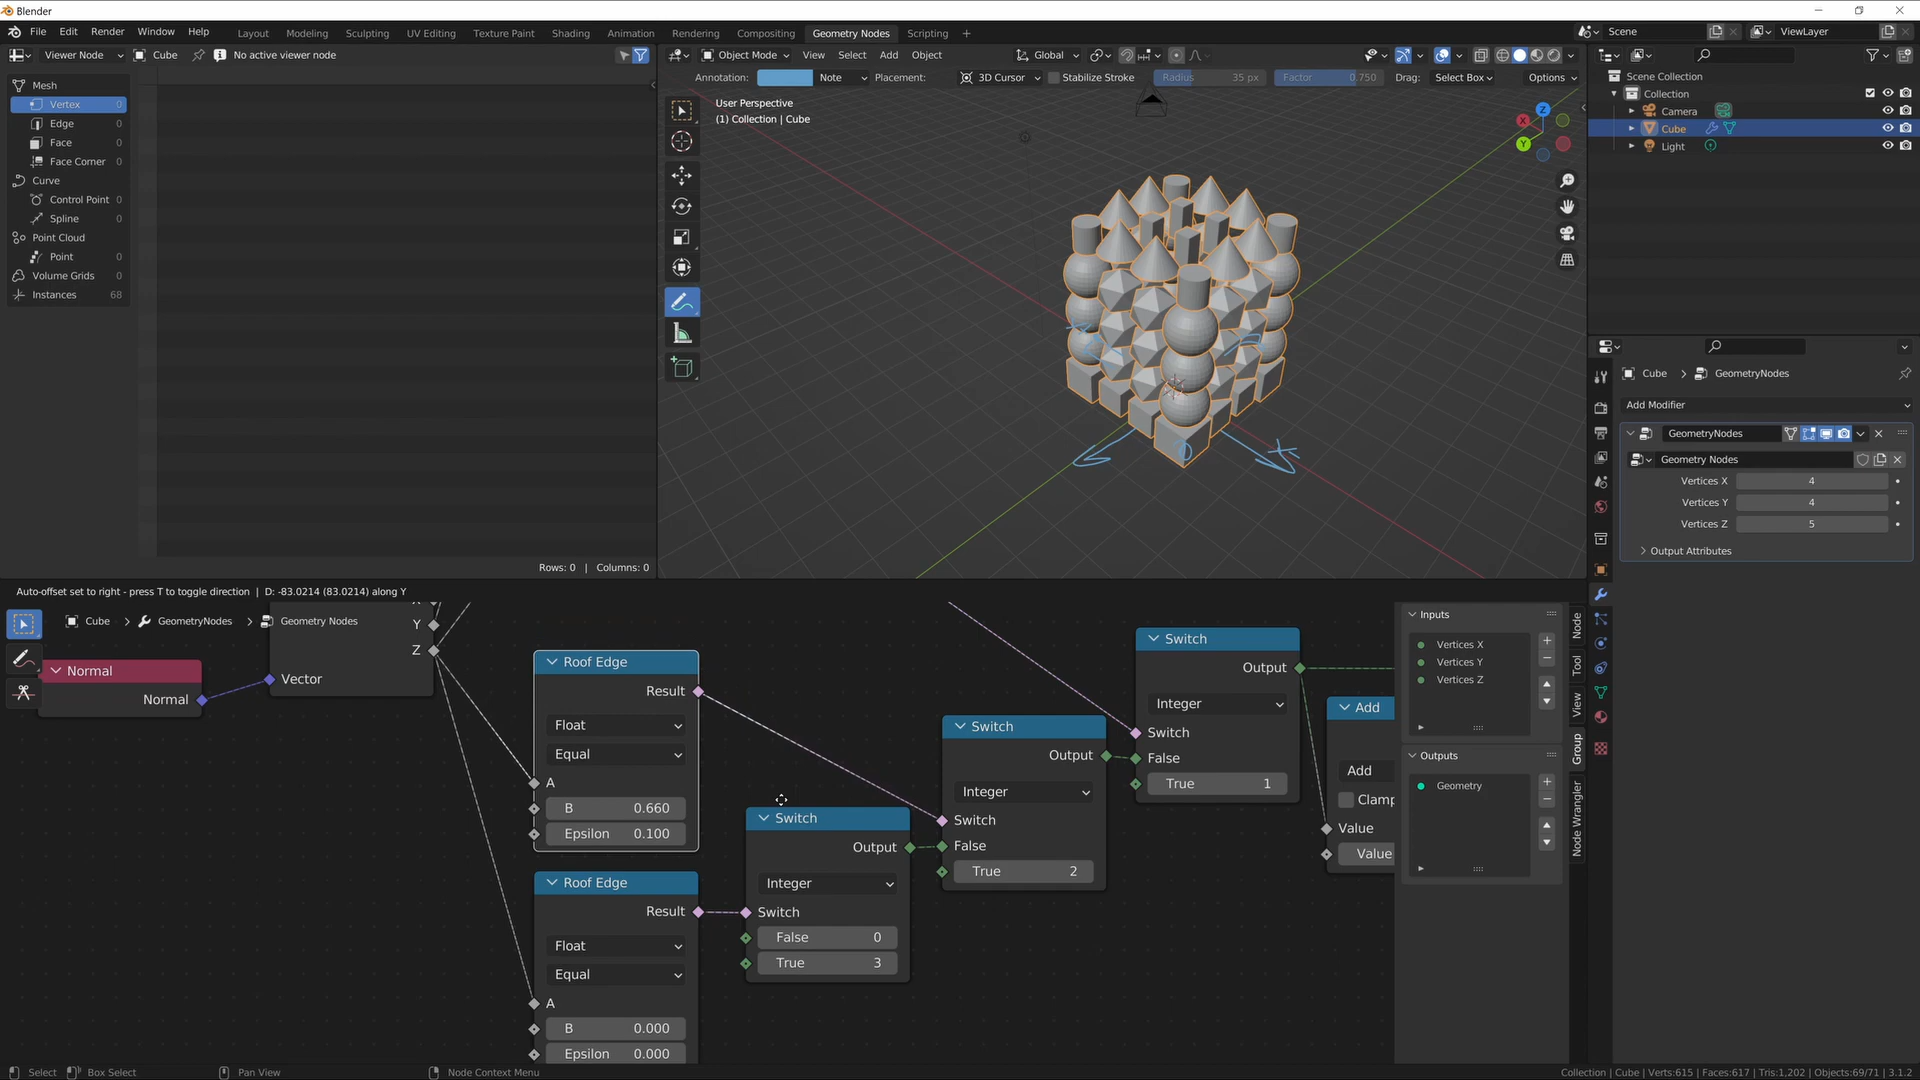 Blender
File Edit Render Window Help
Layout Modeling Sculpting UV Editing Texture Paint Shading Animation Rendering Compositing Geometry Nodes Scripting +
Scene
ViewLayer
Viewer Node Cube No active viewer node
Mesh
Vertex 0
Edge 0
Face 0
Face Corner 0
Curve
Control Point 0
Spline 0
Point Cloud
Point 0
Volume Grids 0
Instances 68
Rows: 0 | Columns: 0
Object Mode View Select Add Object Global
Annotation: Note Placement: 3D Cursor Stabilize Stroke Radius 35 px Factor 0.750 Drag: Select Box Options
User Perspective
(1) Collection | Cube
Z
X
Y
X
Scene Collection
Collection
Camera
Cube
Light
Cube > GeometryNodes
Add Modifier
GeometryNodes
Geometry Nodes
Vertices X 4
Vertices Y 4
Vertices Z 5
Output Attributes
Auto-offset set to right - press T to toggle direction | D: -83.0214 (83.0214) along Y
Cube > GeometryNodes > Geometry Nodes
Y
Z
Vector
Normal
Normal
Roof Edge
Result
Float
Equal
A
B 0.660
Epsilon 0.100
Roof Edge
Result
Float
Equal
A
B 0.000
Epsilon 0.000
Switch
Output
Integer
Switch
False 0
True 3
Switch
Output
Integer
Switch
False
True 2
Switch
Output
Integer
Switch
False
True 1
Add
Add
Clamp
Value
Value
Inputs
Vertices X
Vertices Y
Vertices Z
Outputs
Geometry
Node
Tool
View
Group
Node Wrangler
Select Box Select Pan View Node Context Menu
Collection | Cube | Verts:615 | Faces:617 | Tris:1,202 | Objects:69/71 | 3.1.2